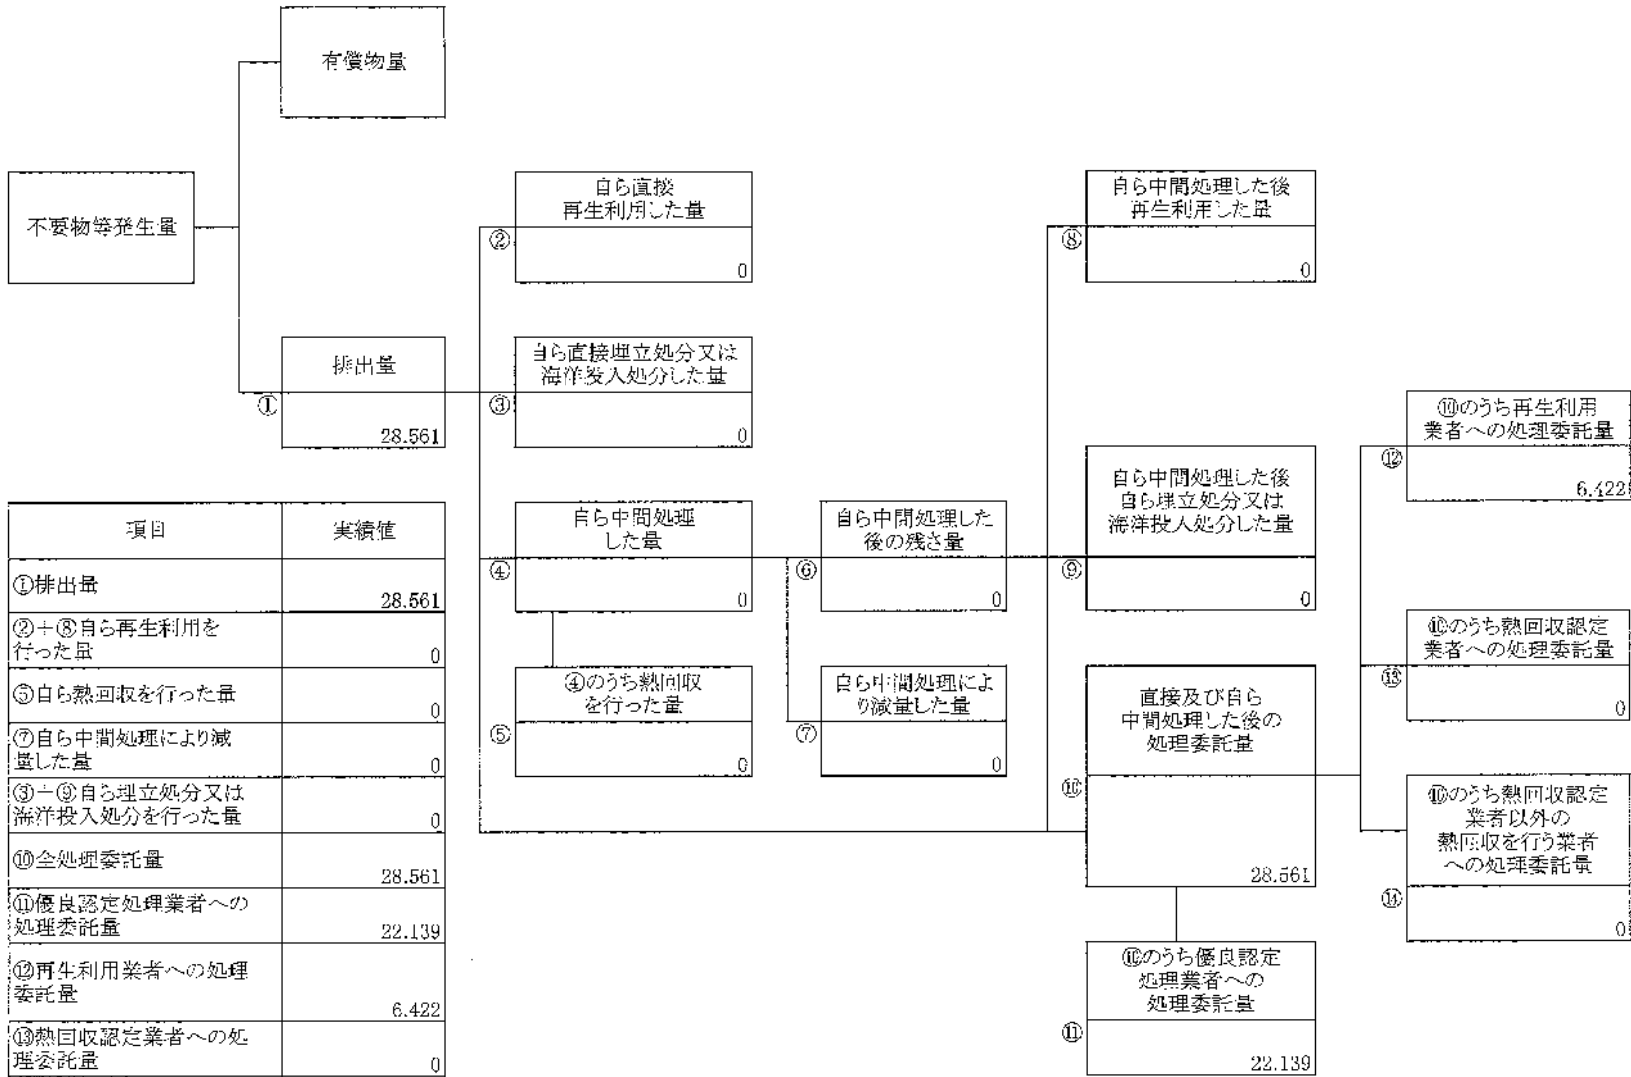 有償物量
不要物等発生量
排出量
①
28.561
自ら直接
再生利用した量
②
0
自ら直接埋立処分又は
海洋投入処分した量
③
0
自ら中間処理
した量
④
0
④のうち熱回収
を行った量
⑤
0
自ら中間処理した
後の残さ量
⑥
0
自ら中間処理によ
り減量した量
⑦
0
自ら中間処理した後
再生利用した量
⑧
0
自ら中間処理した後
自ら埋立処分又は
海洋投入処分した量
⑨
0
直接及び自ら
中間処理した後の
処理委託量
⑩
28.561
⑩のうち優良認定
処理業者への
処理委託量
⑪
22.139
⑩のうち再生利用
業者への処理委託量
⑫
6.422
⑩のうち熱回収認定
業者への処理委託量
⑬
0
⑩のうち熱回収認定
業者以外の
熱回収を行う業者
への処理委託量
⑭
0
項目 実績値
①排出量 28.561
②+⑧自ら再生利用を
行った量 0
⑤自ら熱回収を行った量 0
⑦自ら中間処理により減
量した量 0
③+⑨自ら埋立処分又は
海洋投入処分を行った量 0
⑩全処理委託量 28.561
⑪優良認定処理業者への
処理委託量 22.139
⑫再生利用業者への処理
委託量 6.422
⑬熱回収認定業者への処
理委託量 0